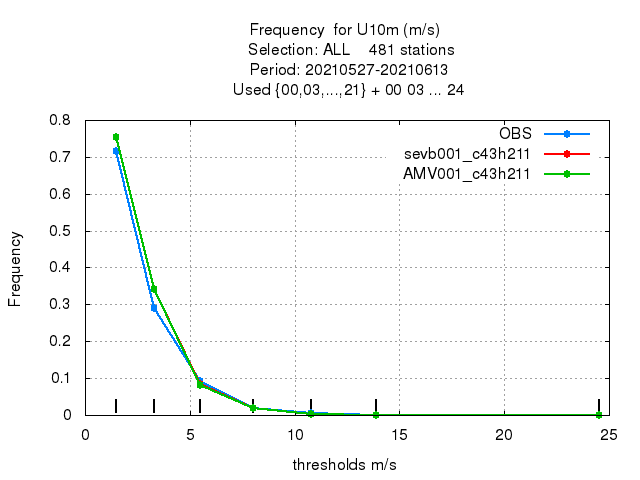 Frequency  for U10m (m/s)
Selection: ALL    481 stations
Period: 20210527-20210613
Used {00,03,...,21} + 00 03 ... 24
0.8
0.7
0.6
0.5
0.4
0.3
0.2
0.1
0
Frequency
OBS
sevb001_c43h211
AMV001_c43h211
0 5 10 15 20 25
thresholds m/s